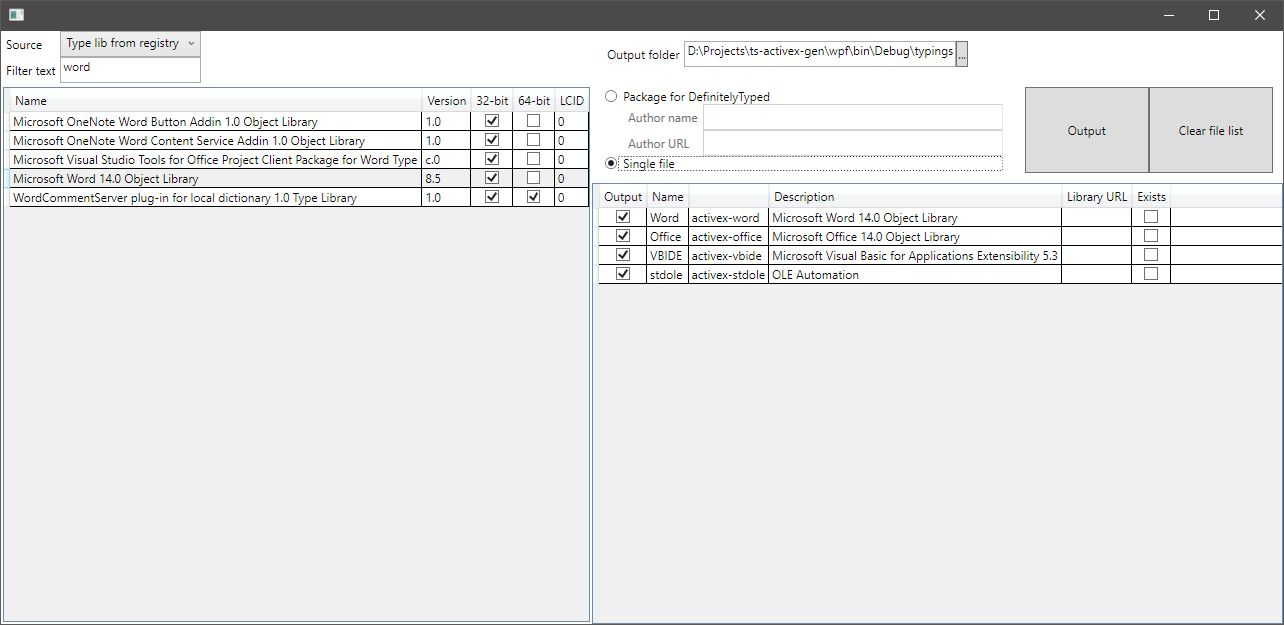 Source Type lib from registry
Filter text word
Name Version 32-bit 64-bit LCID
Microsoft OneNote Word Button Addin 1.0 Object Library 1.0 0
Microsoft OneNote Word Content Service Addin 1.0 Object Library 1.0 0
Microsoft Visual Studio Tools for Office Project Client Package for Word Type c.0 0
Microsoft Word 14.0 Object Library 8.5 0
WordCommentServer plug-in for local dictionary 1.0 Type Library 1.0 0
Output folder D:\Projects\ts-activex-gen\wpf\bin\Debug\typings ...
Package for DefinitelyTyped
Author name
Author URL
Single file
Output
Clear file list
Output Name Description Library URL Exists
Word activex-word Microsoft Word 14.0 Object Library
Office activex-office Microsoft Office 14.0 Object Library
VBIDE activex-vbide Microsoft Visual Basic for Applications Extensibility 5.3
stdole activex-stdole OLE Automation